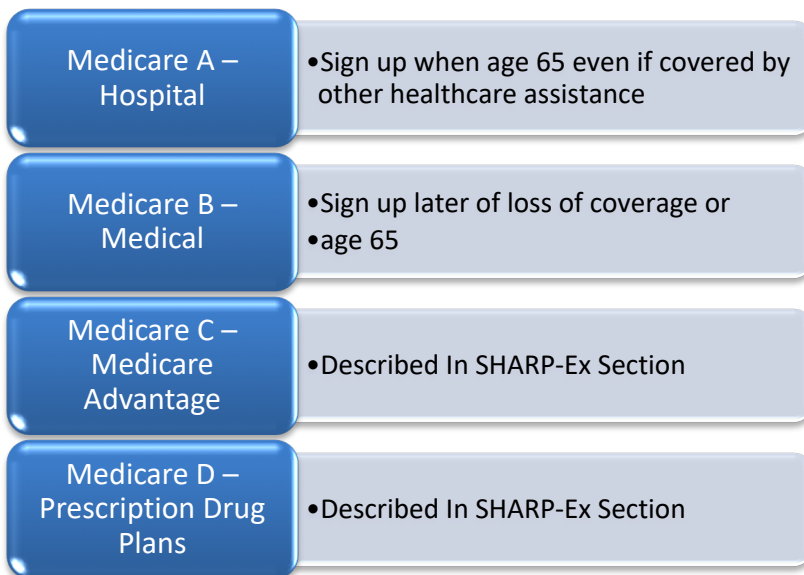 Medicare A –
Hospital
•Sign up when age 65 even if covered by
other healthcare assistance
Medicare B –
Medical
•Sign up later of loss of coverage or
•age 65
Medicare C –
Medicare
Advantage
•Described In SHARP-Ex Section
Medicare D –
Prescription Drug
Plans
•Described In SHARP-Ex Section